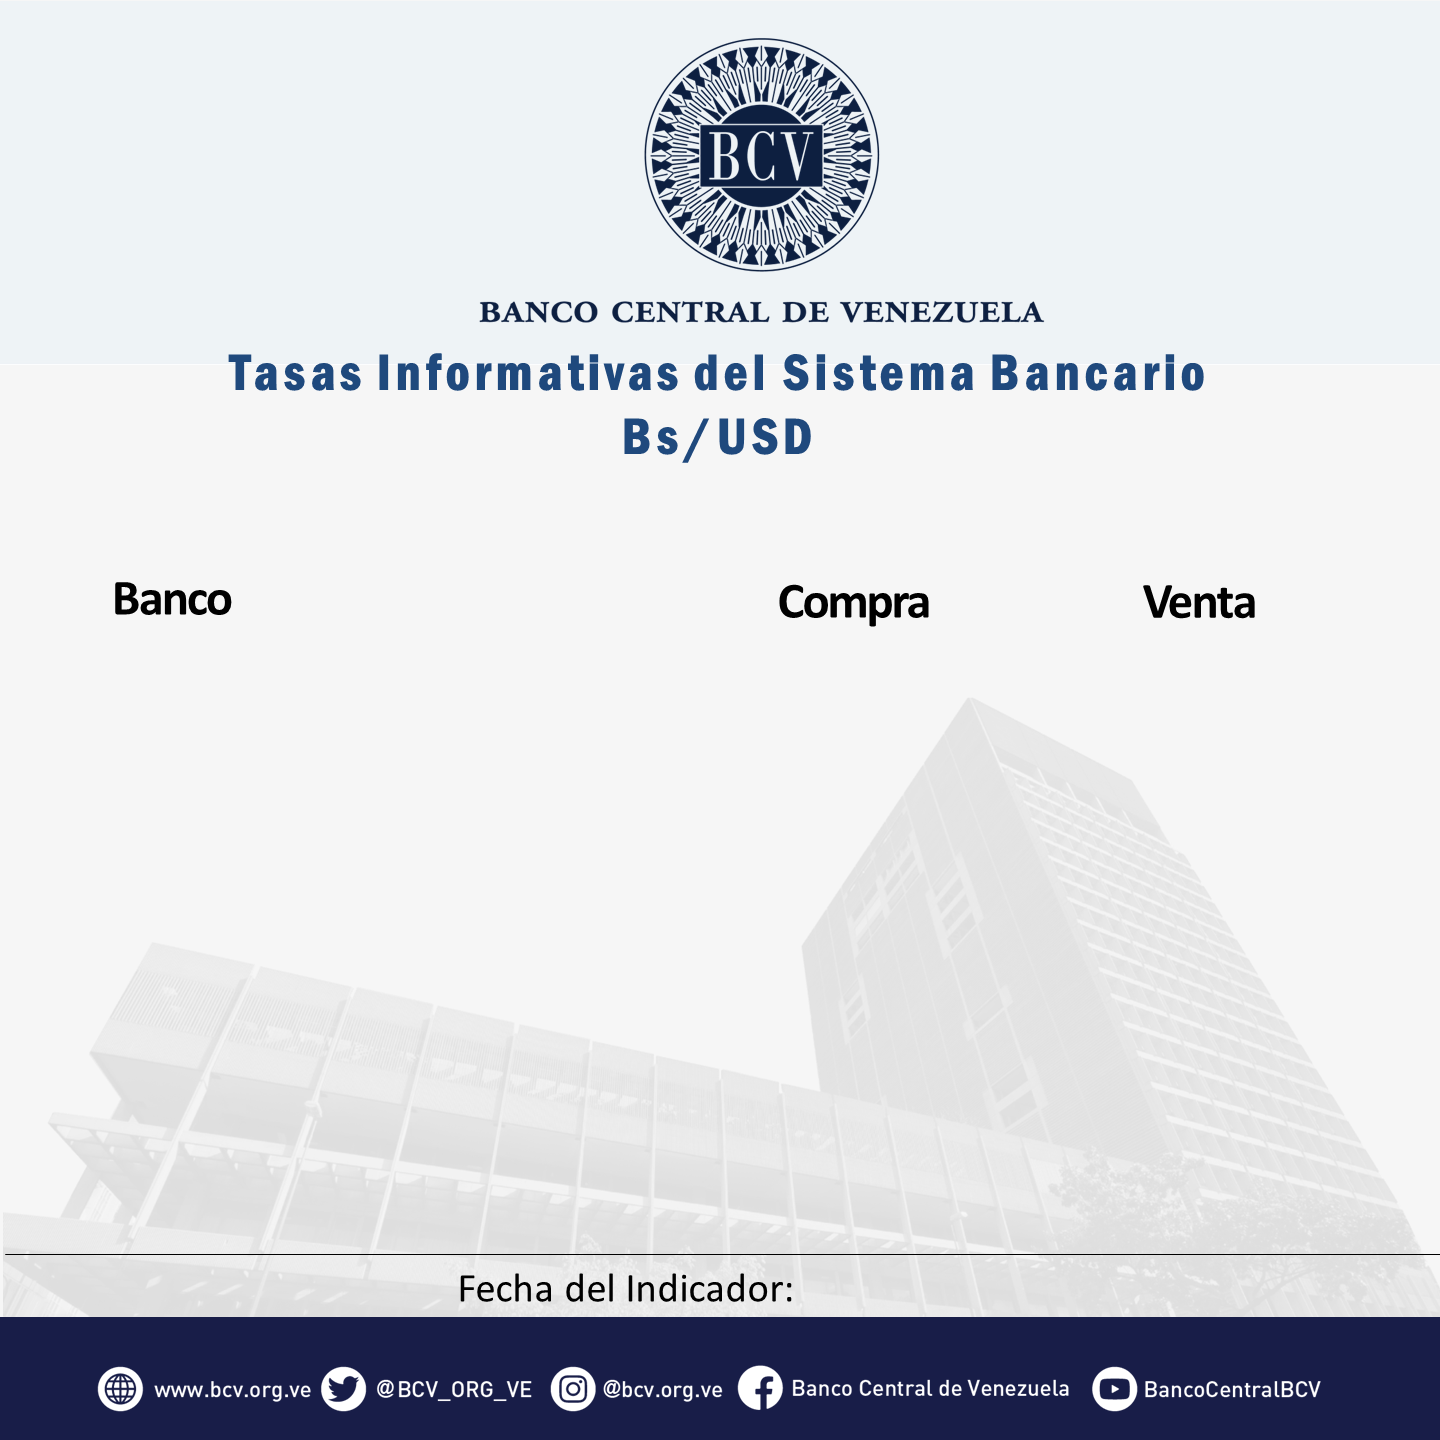 BCV
BANCO CENTRAL DE VENEZUELA
Tasas Informativas del Sistema Bancario
Bs/USD
Banco Compra Venta
Fecha del Indicador:
www.bcv.org.ve @BCV_ORG_VE @bcv.org.ve Banco Central de Venezuela BancoCentralBCV